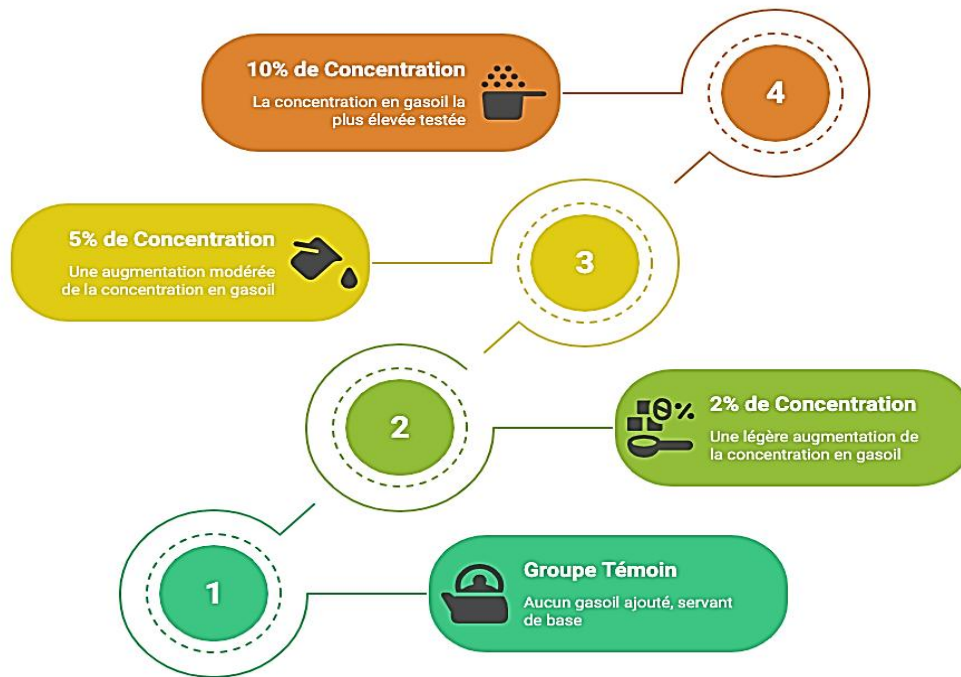 10% de Concentration
La concentration en gasoil la
plus élevée testée
4
5% de Concentration
Une augmentation modérée
de la concentration en gasoil
3
2
0%
2% de Concentration
Une légère augmentation de
la concentration en gasoil
1
Groupe Témoin
Aucun gasoil ajouté, servant
de base